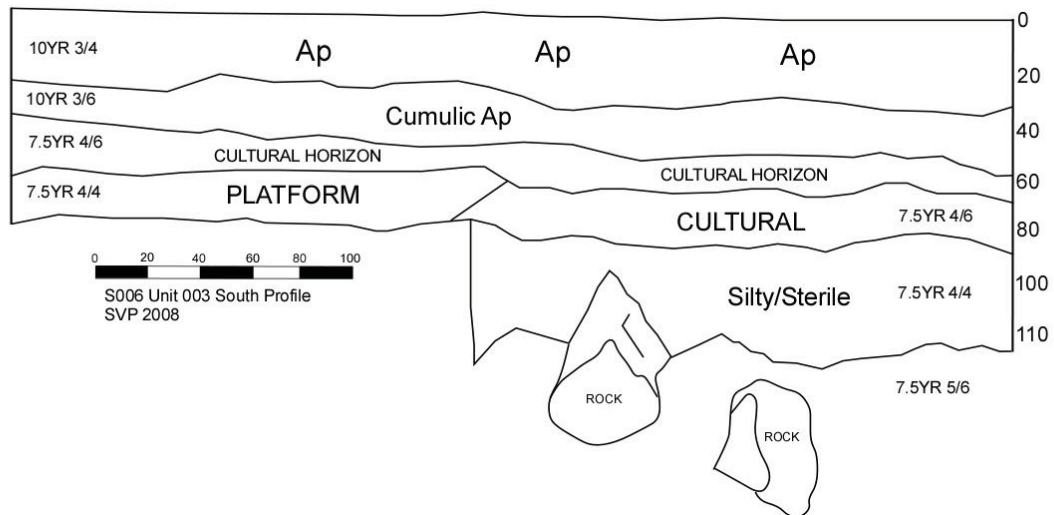 0
10YR 3/4
Ap
Ap
Ap
20
10YR 3/6
Cumulic Ap
40
7.5YR 4/6
CULTURAL HORIZON
CULTURAL HORIZON
60
7.5YR 4/4
PLATFORM
CULTURAL
7.5YR 4/6
80
0 20 40 60 80 100
S006 Unit 003 South Profile
SVP 2008
Silty/Sterile
7.5YR 4/4
100
110
7.5YR 5/6
ROCK
ROCK